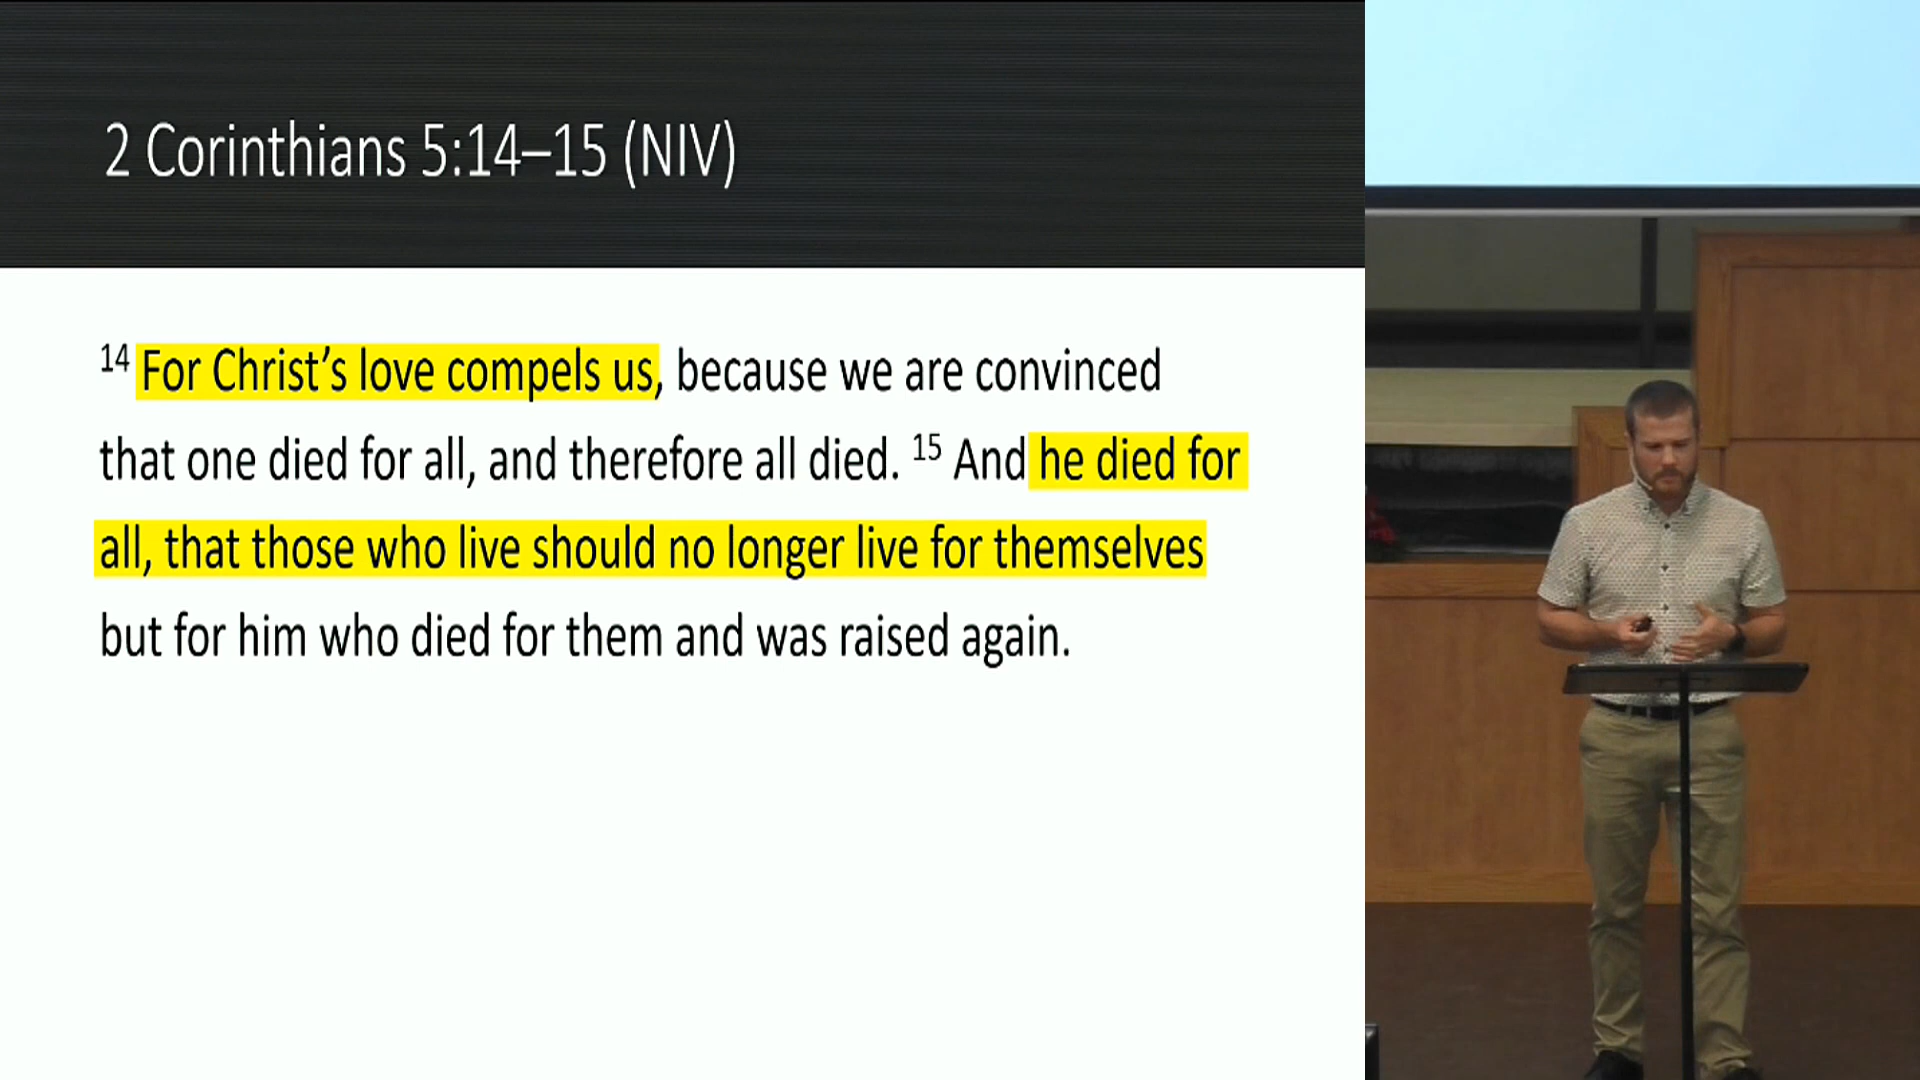 2 Corinthians 5:14–15 (NIV)
14 For Christ’s love compels us, because we are convinced
that one died for all, and therefore all died. 15 And he died for
all, that those who live should no longer live for themselves
but for him who died for them and was raised again.